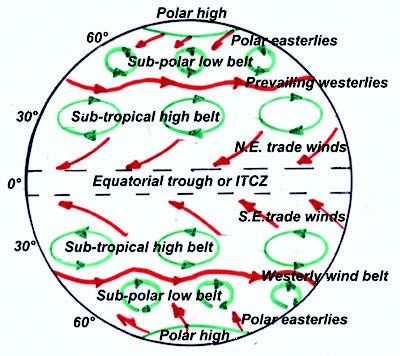 Polar high
60°
Polar easterlies
Sub-polar low belt
Prevailing westerlies
30°
Sub-tropical high belt
N.E. trade winds
0°
Equatorial trough or ITCZ
S.E.trade winds
30°
Sub-tropical high belt
Westerly wind belt
Sub-polar low belt
60°
Polar easterlies
Polar high